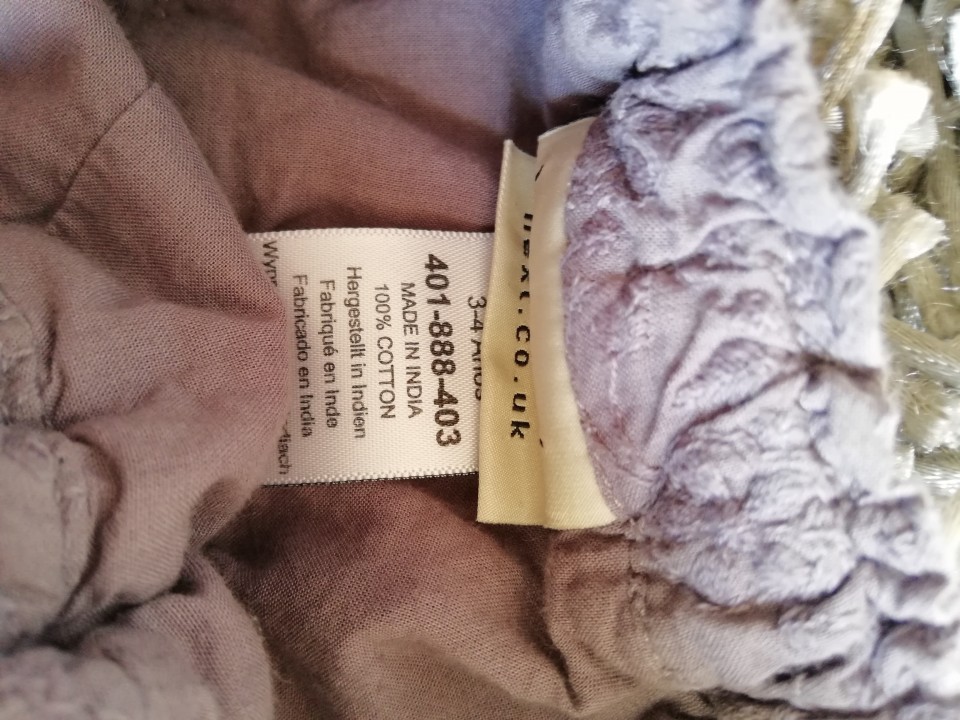 next.co.uk
3-4 Años
401-888-403
MADE IN INDIA
100% COTTON
Hergestellt in Indien
Fabriqué en Inde
Fabricado en India